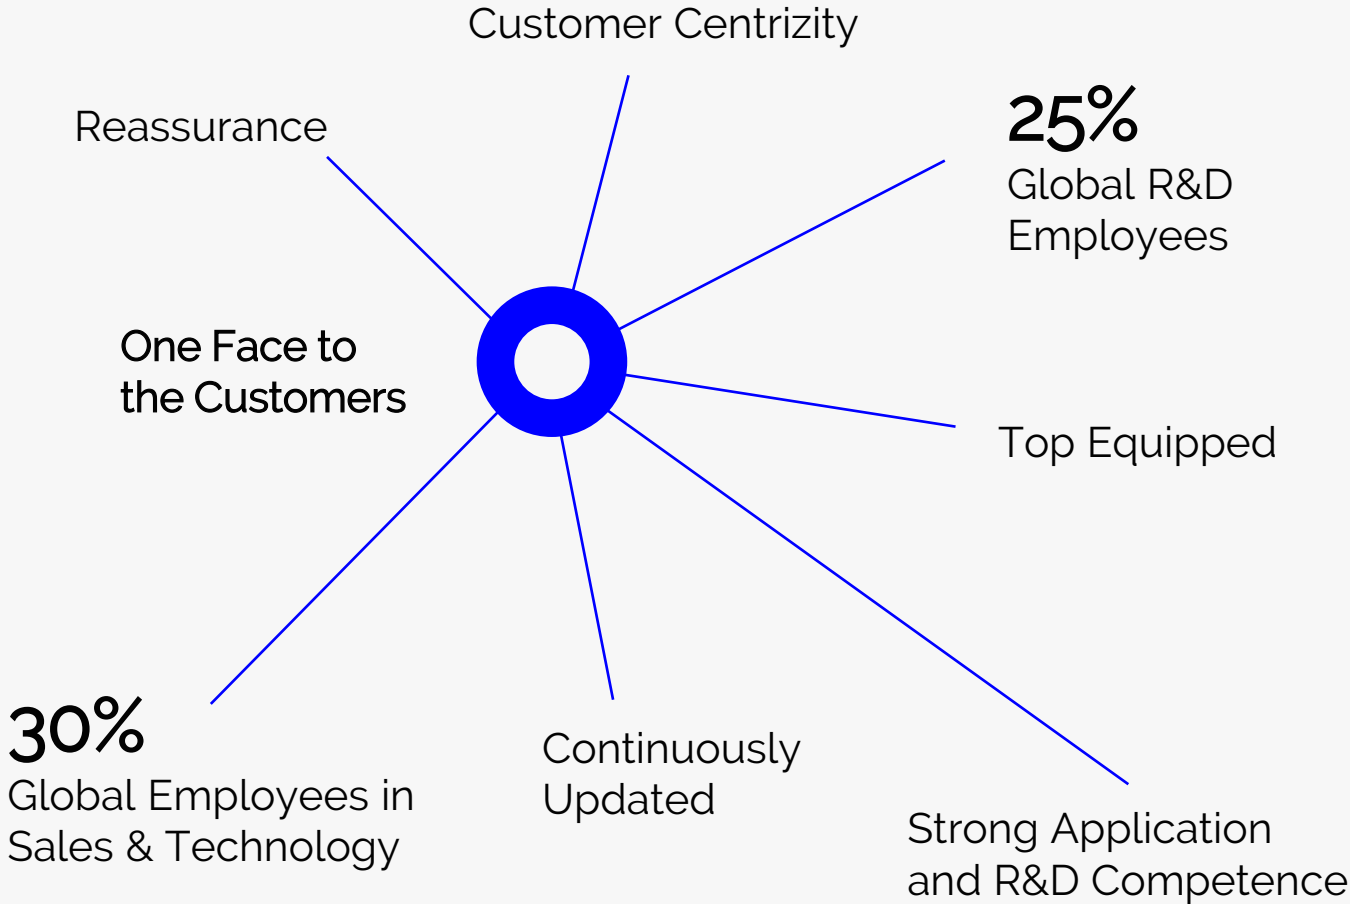 Customer Centrizity
Reassurance
25%
Global R&D
Employees
One Face to
the Customers
Top Equipped
30%
Global Employees in
Sales & Technology
Continuously
Updated
Strong Application
and R&D Competence